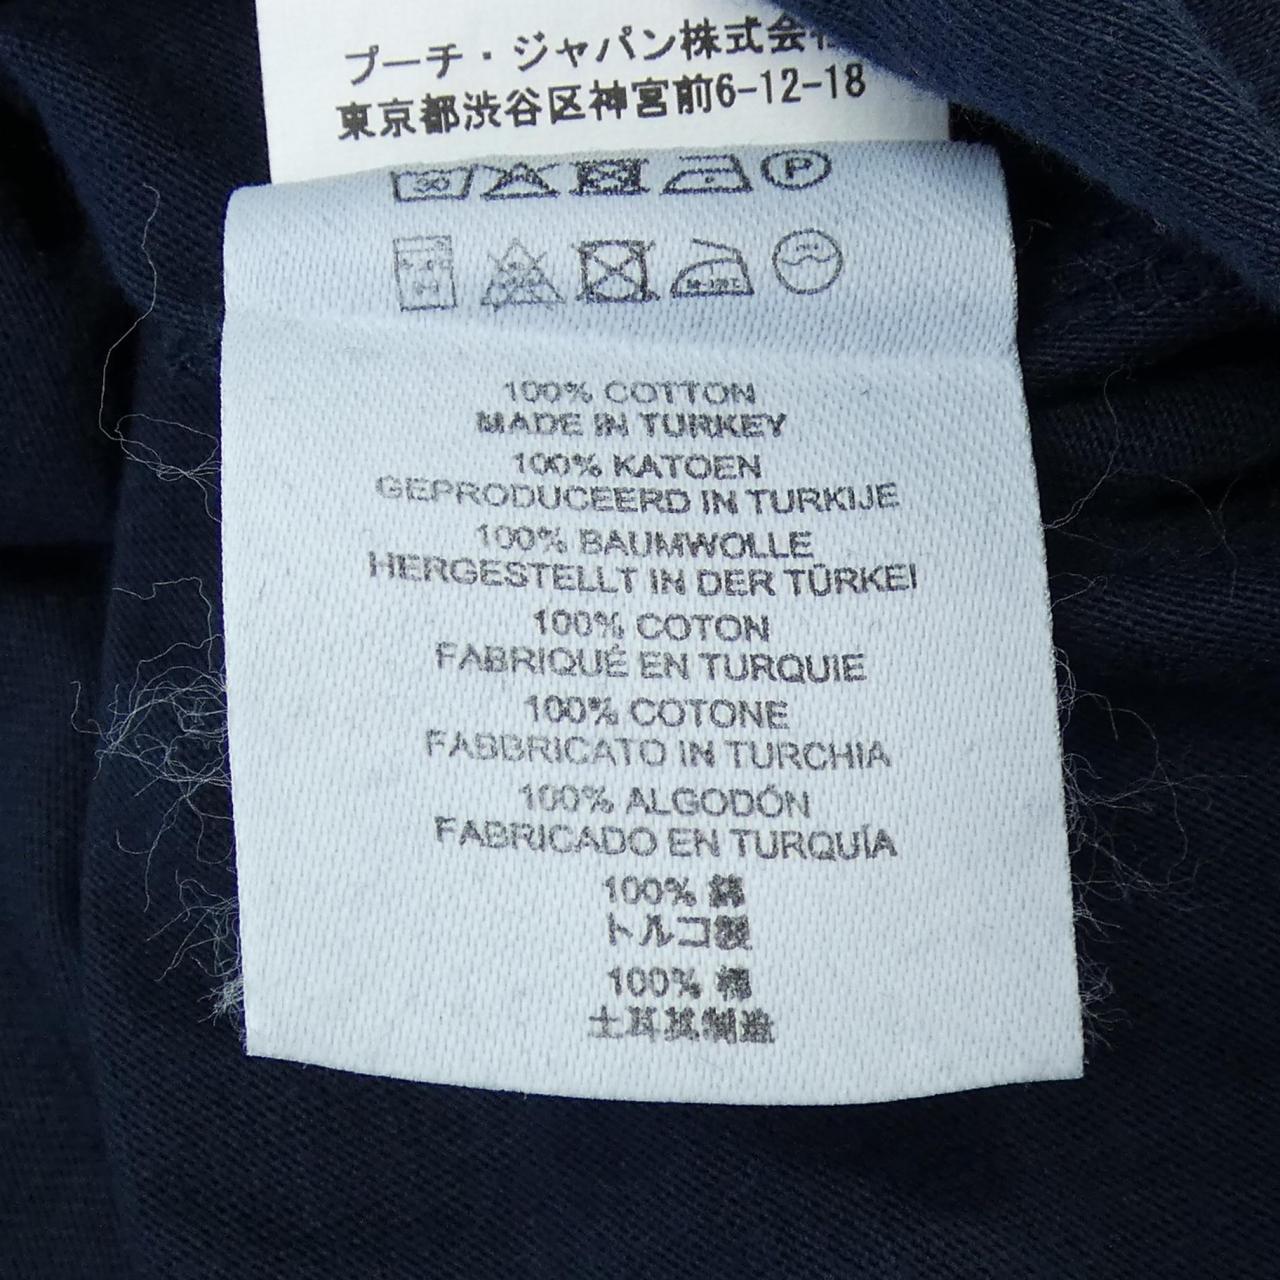 プーチ・ジャパン株式会社
東京都渋谷区神宮前6-12-18
30
P
100% COTTON
MADE IN TURKEY
100% KATOEN
GEPRODUCEERD IN TURKIJE
100% BAUMWOLLE
HERGESTELLT IN DER TÜRKEI
100% COTON
FABRIQUÉ EN TURQUIE
100% COTONE
FABBRICATO IN TURCHIA
100% ALGODÓN
FABRICADO EN TURQUÍA
100% 綿
トルコ製
100% 棉
土耳其制造